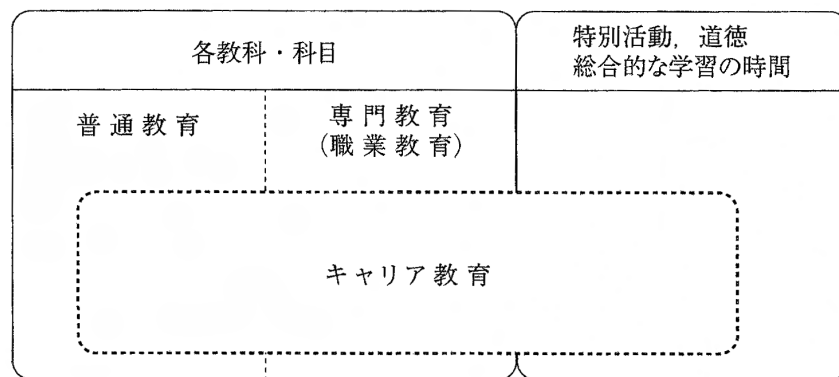 各教科・科目
特別活動，道徳
総合的な学習の時間
普通教育
専門教育
(職業教育)
キャリア教育